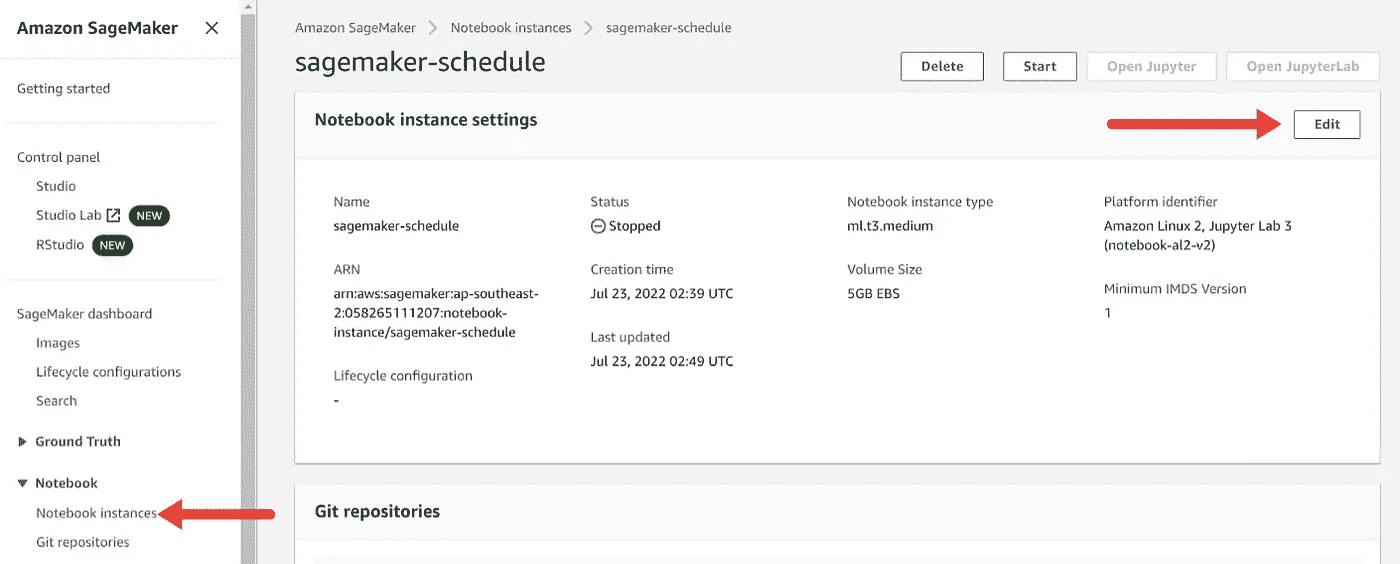 Amazon SageMaker
Getting started
Control panel
Studio
Studio Lab NEW
RStudio NEW
SageMaker dashboard
Images
Lifecycle configurations
Search
Ground Truth
Notebook
Notebook instances
Git repositories
Amazon SageMaker
Notebook instances
sagemaker-schedule
sagemaker-schedule
Delete
Start
Open Jupyter
Open JupyterLab
Notebook instance settings
Edit
Name
sagemaker-schedule
ARN
arn:aws:sagemaker:ap-southeast-
2:058265111207:notebook-
instance/sagemaker-schedule
Lifecycle configuration
-
Status
Stopped
Creation time
Jul 23, 2022 02:39 UTC
Last updated
Jul 23, 2022 02:49 UTC
Notebook instance type
ml.t3.medium
Volume Size
5GB EBS
Platform identifier
Amazon Linux 2, Jupyter Lab 3
(notebook-al2-v2)
Minimum IMDS Version
1
Git repositories